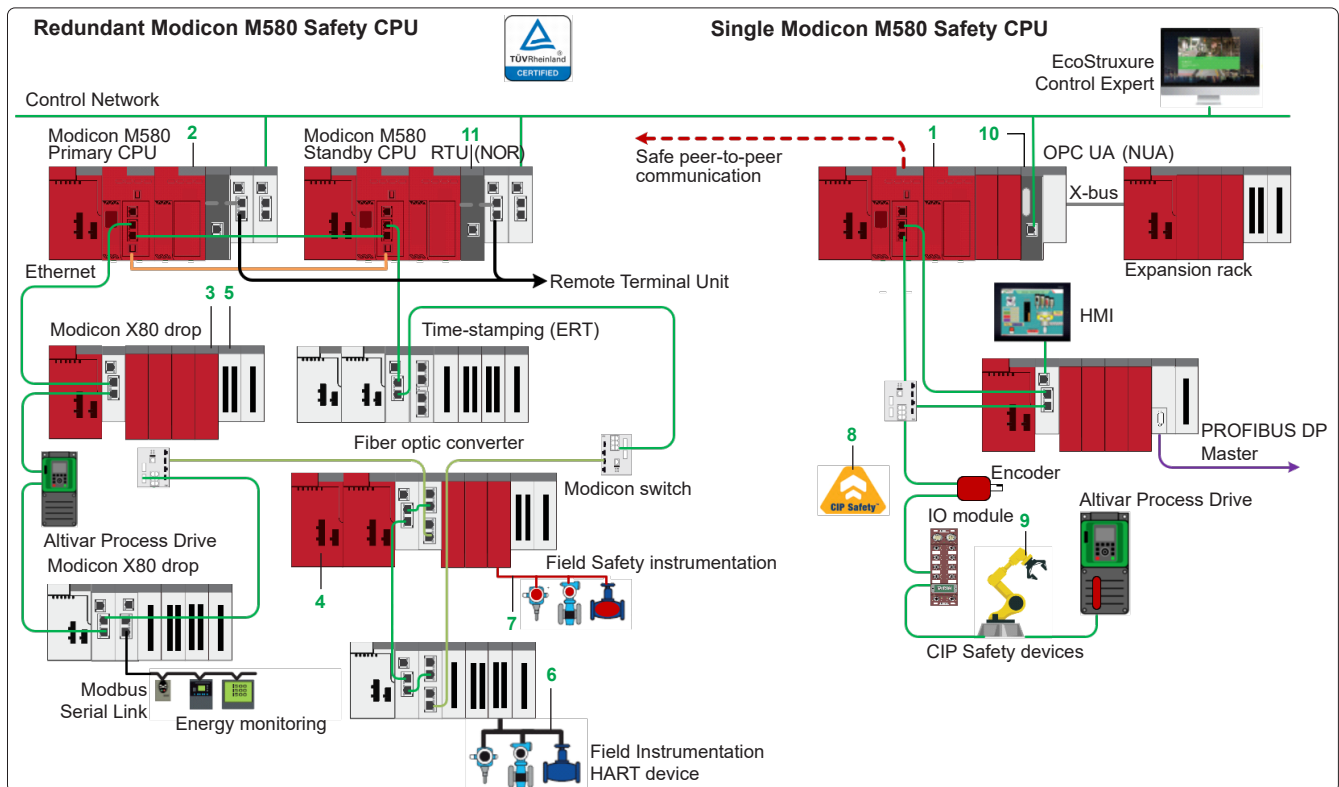 Redundant Modicon M580 Safety CPU
TÜVRheinland
CERTIFIED
Single Modicon M580 Safety CPU
EcoStruxure
Control Expert
Control Network
Modicon M580
Primary CPU
2
Modicon M580
Standby CPU
11
RTU (NOR)
Safe peer-to-peer
communication
1
10
OPC UA (NUA)
X-bus
Expansion rack
Ethernet
Remote Terminal Unit
3
5
Modicon X80 drop
Time-stamping (ERT)
HMI
Fiber optic converter
Modicon switch
PROFIBUS DP
Master
8
CIP Safety™
Encoder
IO module
9
Altivar Process Drive
Altivar Process Drive
Modicon X80 drop
4
Field Safety instrumentation
7
CIP Safety devices
Modbus
Serial Link
Energy monitoring
6
Field Instrumentation
HART device